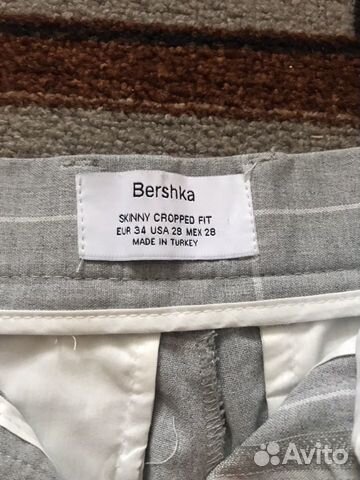 Bershka
SKINNY CROPPED FIT
EUR 34 USA 28 MEX 28
MADE IN TURKEY
Avito